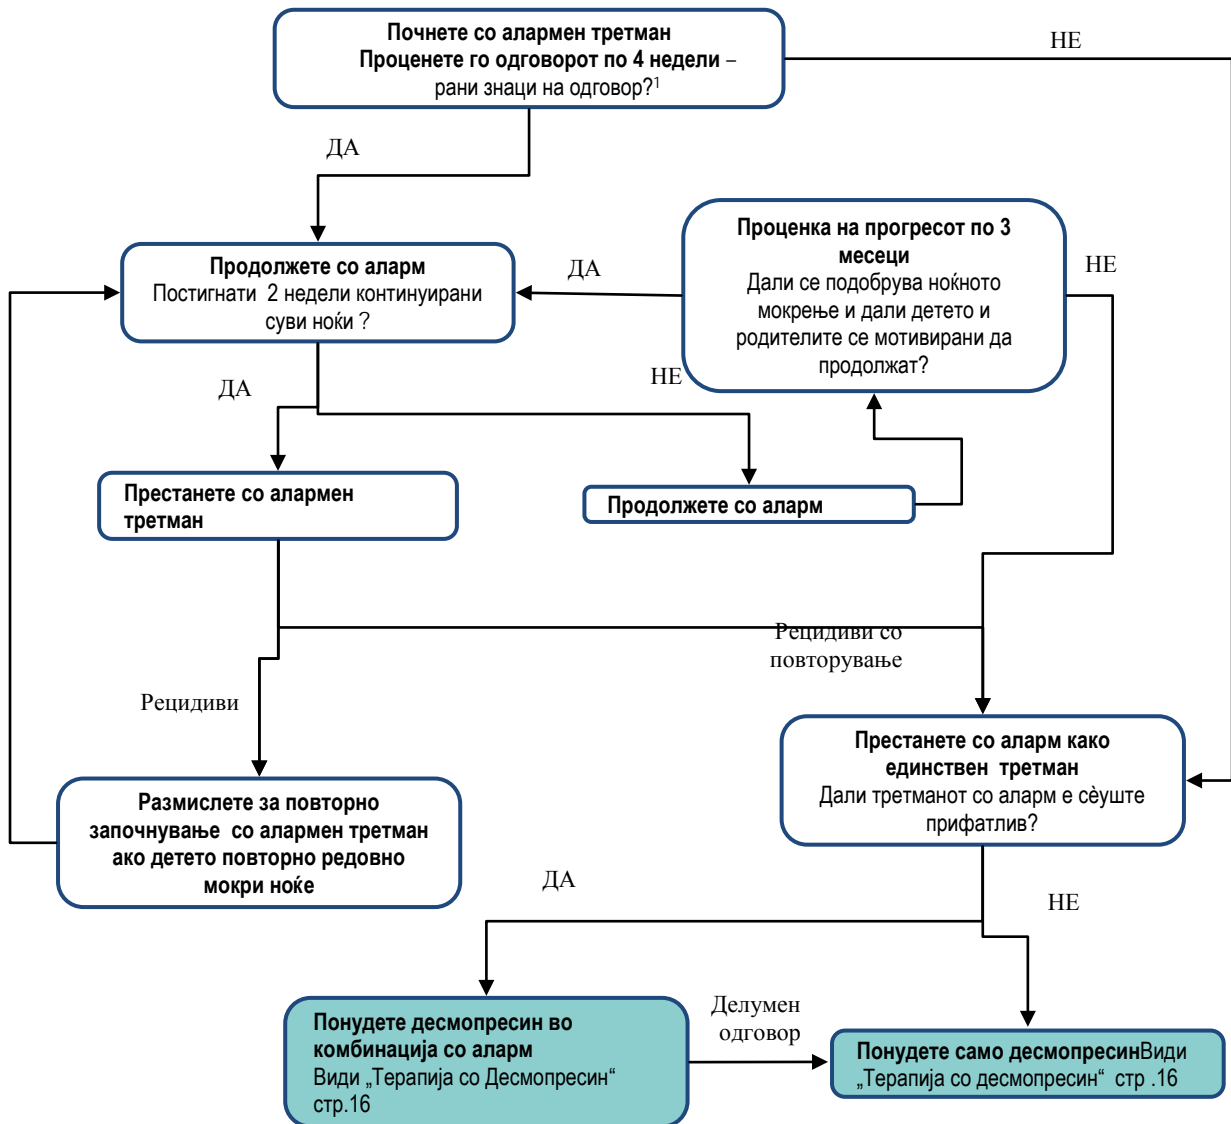 Почнете со алармен третман
Проценете го одговорот по 4 недели –
рани знаци на одговор?¹
НЕ
ДА
Продолжете со аларм
Постигнати 2 недели континуирани
суви ноќи ?
ДА
Проценка на прогресот по 3
месеци
Дали се подобрува ноќното
мокрење и дали детето и
родителите се мотивирани да
продолжат?
НЕ
ДА
НЕ
Престанете со алармен
третман
Продолжете со аларм
Рецидиви со
повторување
Рецидиви
Размислете за повторно
започнување со алармен третман
ако детето повторно редовно
мокри ноќе
Престанете со аларм како
единствен третман
Дали третманот со аларм е сѐуште
прифатлив?
ДА
НЕ
Понудете десмопресин во
комбинација со аларм
Види „Терапија со Десмопресин“
стр.16
Делумен
одговор
Понудете само десмопресинВиди
„Терапија со десмопресин“ стр .16